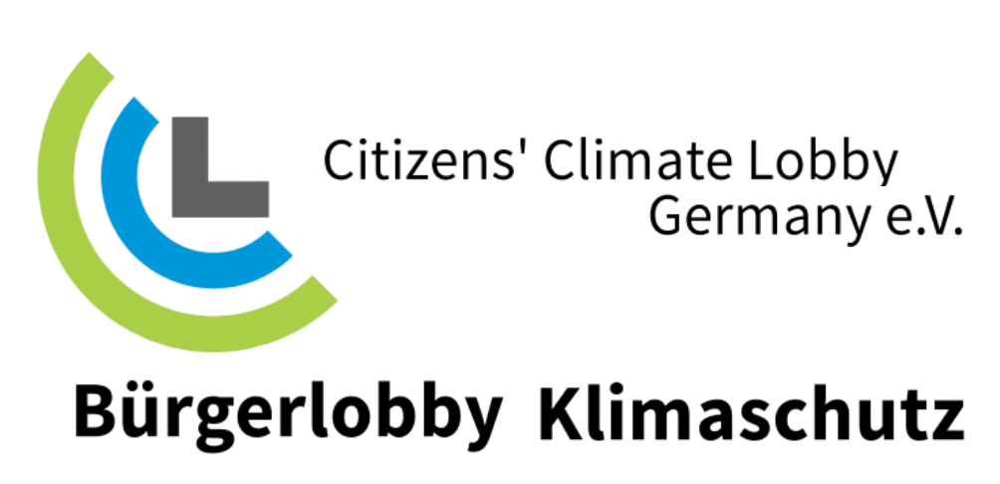 Citizens' Climate Lobby
Germany e.V.
Bürgerlobby Klimaschutz